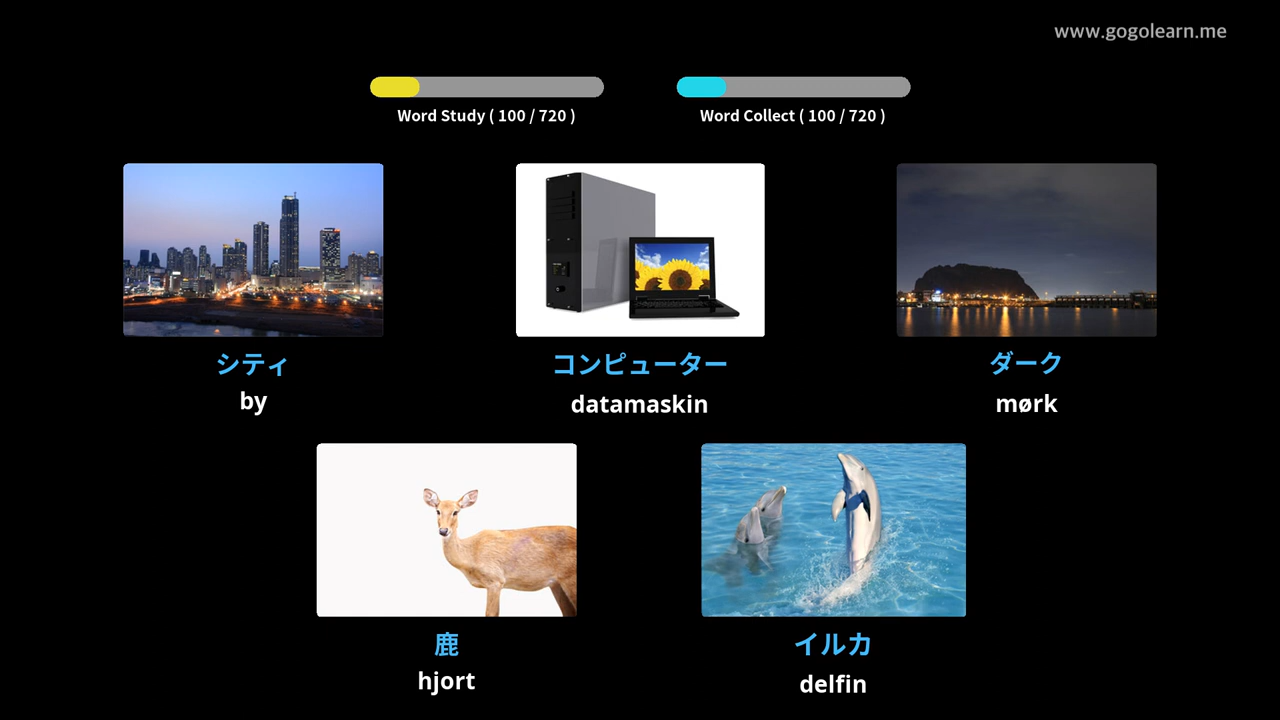 www.gogolearn.me
Word Study ( 100 / 720 )
Word Collect ( 100 / 720 )
シティ
by
コンピューター
datamaskin
ダーク
mørk
鹿
hjort
イルカ
delfin